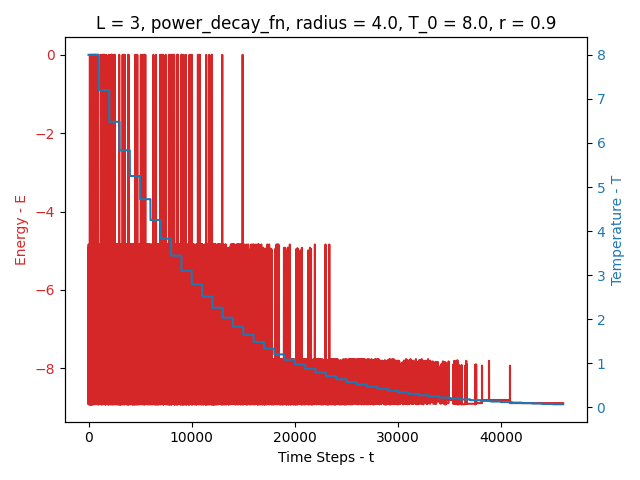 L = 3, power_decay_fn, radius = 4.0, T_0 = 8.0, r = 0.9
Energy - E
0
−2
−4
−6
−8
8
7
6
5
4
3
2
1
0
Temperature - T
0 10000 20000 30000 40000
Time Steps - t